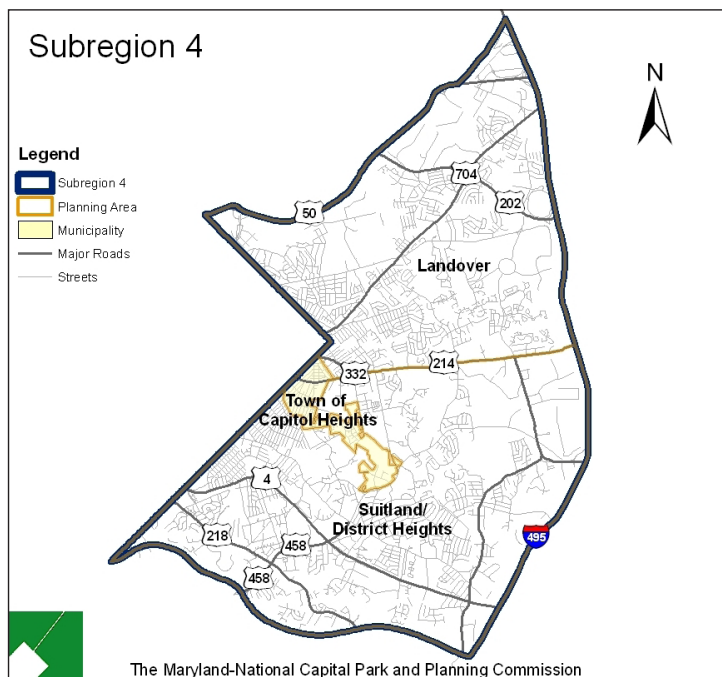 Subregion 4
N
Legend
Subregion 4
Planning Area
Municipality
Major Roads
Streets
50
704
202
Landover
214
332
Town of
Capitol Heights
4
Suitland/
District Heights
218
458
495
458
The Maryland-National Capital Park and Planning Commission